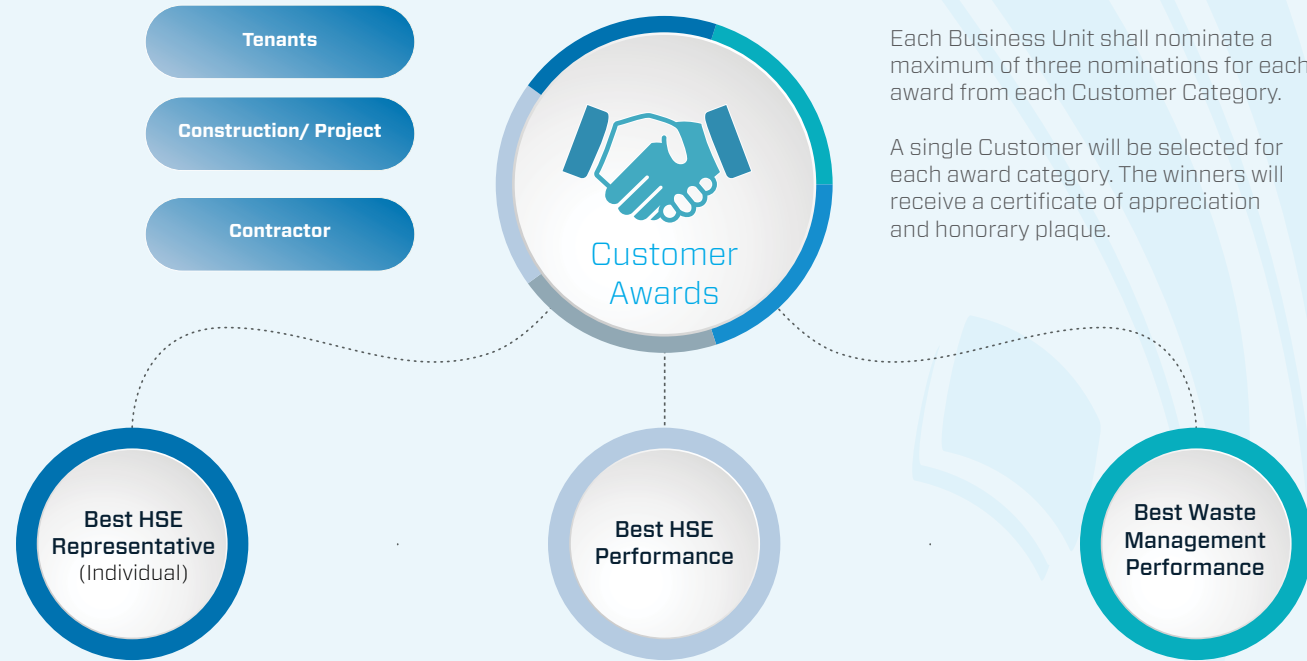 Tenants
Construction/ Project
Contractor
Customer
Awards
Each Business Unit shall nominate a
maximum of three nominations for each
award from each Customer Category.
A single Customer will be selected for
each award category. The winners will
receive a certificate of appreciation
and honorary plaque.
Best HSE
Representative
(Individual)
Best HSE
Performance
Best Waste
Management
Performance